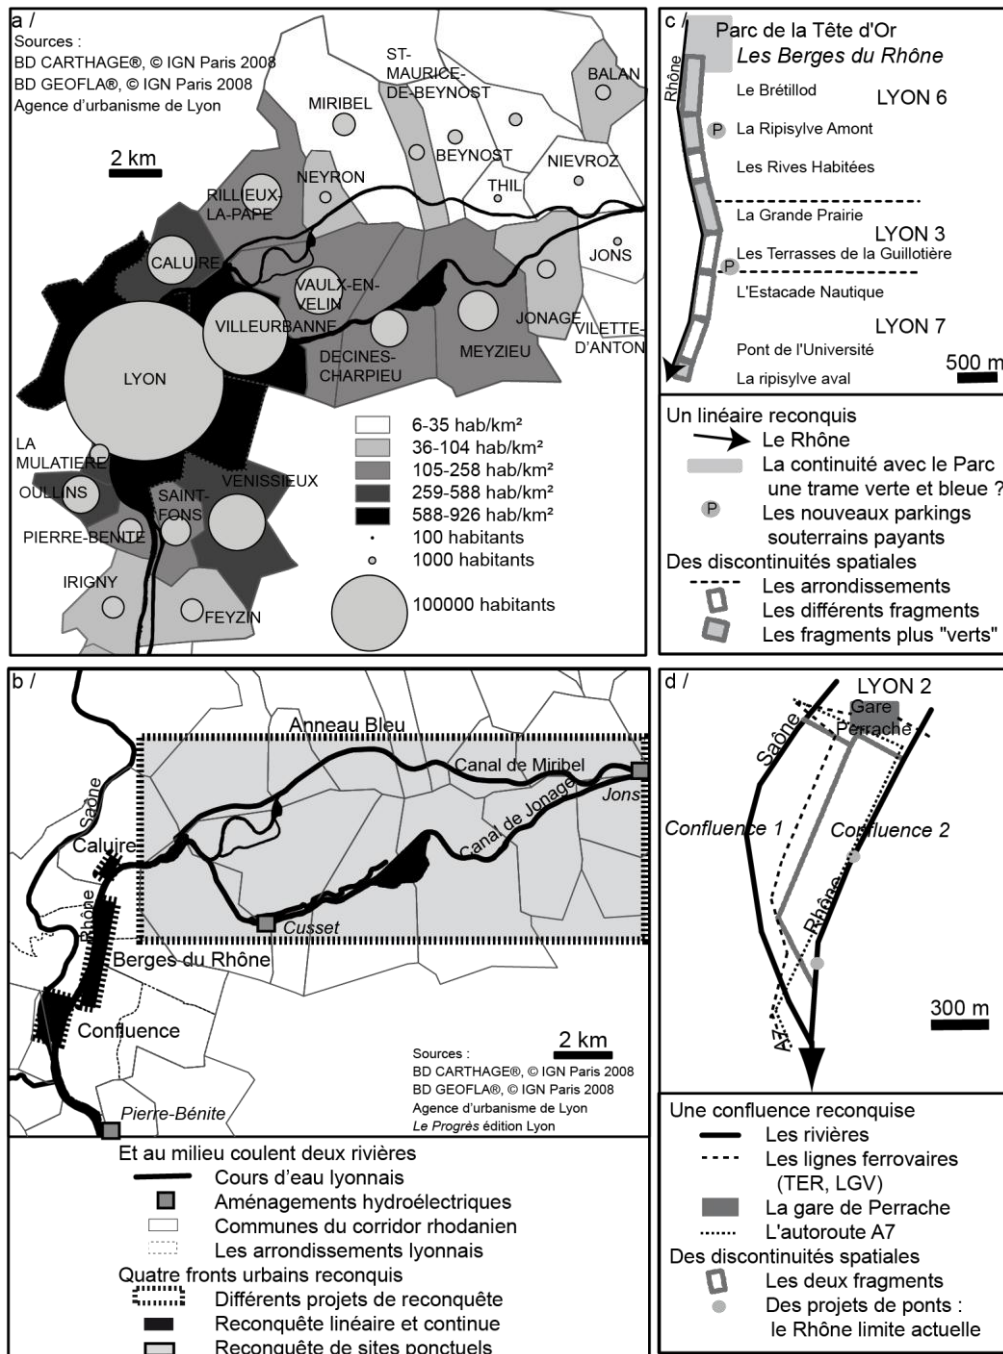 a /
Sources :
BD CARTHAGE®, © IGN Paris 2008
BD GEOFLA®, © IGN Paris 2008
Agence d'urbanisme de Lyon
2 km
ST-
MAURICE-
DE-BEYNOST
BALAN
MIRIBEL
BEYNOST
NIEVROZ
NEYRON
THIL
RILLIEUX-
LA-PAPE
JONS
CALUIRE
VAULX-EN-
VELIN
VILLEURBANNE
JONAGE
VILETTE-
D'ANTON
DECINES-
CHARPIEU
MEYZIEU
LYON
LA
MULATIERE
OULLINS
VENISSIEUX
SAINT-
FONS
PIERRE-BENITE
IRIGNY
FEYZIN
6-35 hab/km²
36-104 hab/km²
105-258 hab/km²
259-588 hab/km²
588-926 hab/km²
100 habitants
1000 habitants
100000 habitants
c /
Parc de la Tête d'Or
Les Berges du Rhône
Rhône
Le Brétillod
LYON 6
P
La Ripisylve Amont
Les Rives Habitées
La Grande Prairie
LYON 3
Les Terrasses de la Guillotière
P
L'Estacade Nautique
LYON 7
Pont de l'Université
La ripisylve aval
500 m
Un linéaire reconquis
Le Rhône
La continuité avec le Parc
une trame verte et bleue ?
P
Les nouveaux parkings
souterrains payants
Des discontinuités spatiales
Les arrondissements
Les différents fragments
Les fragments plus "verts"
b /
Anneau Bleu
Canal de Miribel
Jons
Canal de Jonage
Saône
Caluire
Rhône
Cusset
Berges du Rhône
Confluence
2 km
Sources :
BD CARTHAGE®, © IGN Paris 2008
BD GEOFLA®, © IGN Paris 2008
Agence d'urbanisme de Lyon
Le Progrès édition Lyon
Pierre-Bénite
Et au milieu coulent deux rivières
Cours d'eau lyonnais
Aménagements hydroélectriques
Communes du corridor rhodanien
Les arrondissements lyonnais
Quatre fronts urbains reconquis
Différents projets de reconquête
Reconquête linéaire et continue
Reconquête de sites ponctuels
d /
LYON 2
Gare
Perrache
Saône
Confluence 1
Confluence 2
Rhône
A7
300 m
Une confluence reconquise
Les rivières
Les lignes ferrovaires
(TER, LGV)
La gare de Perrache
L'autoroute A7
Des discontinuités spatiales
Les deux fragments
Des projets de ponts :
le Rhône limite actuelle